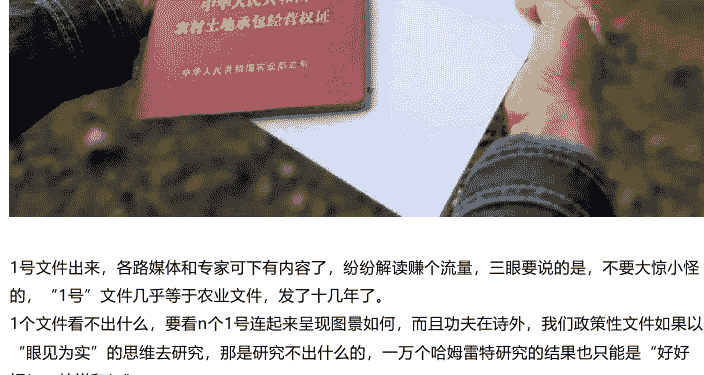 中华人民共和国
农村土地承包经营权证
中华人民共和国农业部监制
1号文件出来，各路媒体和专家可下有内容了，纷纷解读赚个流量，三眼要说的是，不要大惊小怪
的，“1号”文件几乎等于农业文件，发了十几年了。
1个文件看不出什么，要看n个1号连起来呈现图景如何，而且功夫在诗外，我们政策性文件如果以
“眼见为实”的思维去研究，那是研究不出什么的，一万个哈姆雷特研究的结果也只能是“好好